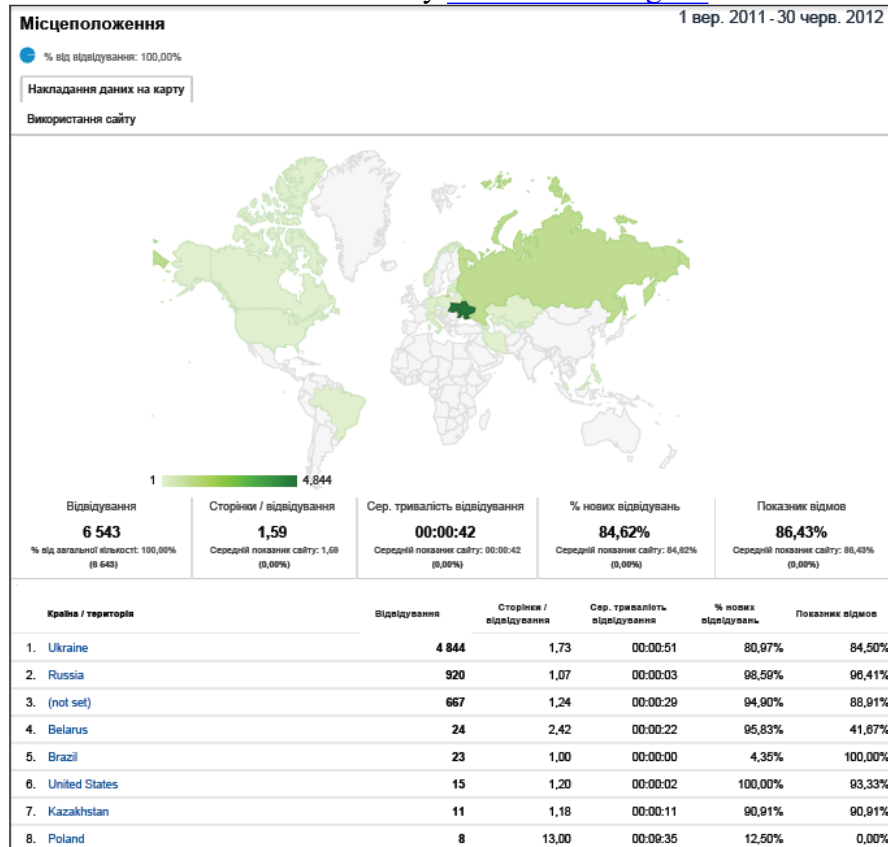 Місцеположення
1 вер. 2011 - 30 черв. 2012
% від відвідування: 100,00%
Накладання даних на карту
Використання сайту
1 4,844
Відвідування Сторінки / відвідування Сер. тривалість відвідування % нових відвідувань Показник відмов
6 543 1,59 00:00:42 84,62% 86,43%
% від загальної кількості: 100,00% Середній показник сайту: 1,59 Середній показник сайту: 00:00:42 Середній показник сайту: 84,62% Середній показник сайту: 86,43%
(6 543) (0,00%) (0,00%) (0,00%) (0,00%)
Країна / територія Відвідування Сторінки / відвідування Сер. тривалість відвідування % нових відвідувань Показник відмов
1. Ukraine 4 844 1,73 00:00:51 80,97% 84,50%
2. Russia 920 1,07 00:00:03 98,59% 96,41%
3. (not set) 667 1,24 00:00:29 94,90% 88,91%
4. Belarus 24 2,42 00:00:22 95,83% 41,67%
5. Brazil 23 1,00 00:00:00 4,35% 100,00%
6. United States 15 1,20 00:00:02 100,00% 93,33%
7. Kazakhstan 11 1,18 00:00:11 90,91% 90,91%
8. Poland 8 13,00 00:09:35 12,50% 0,00%